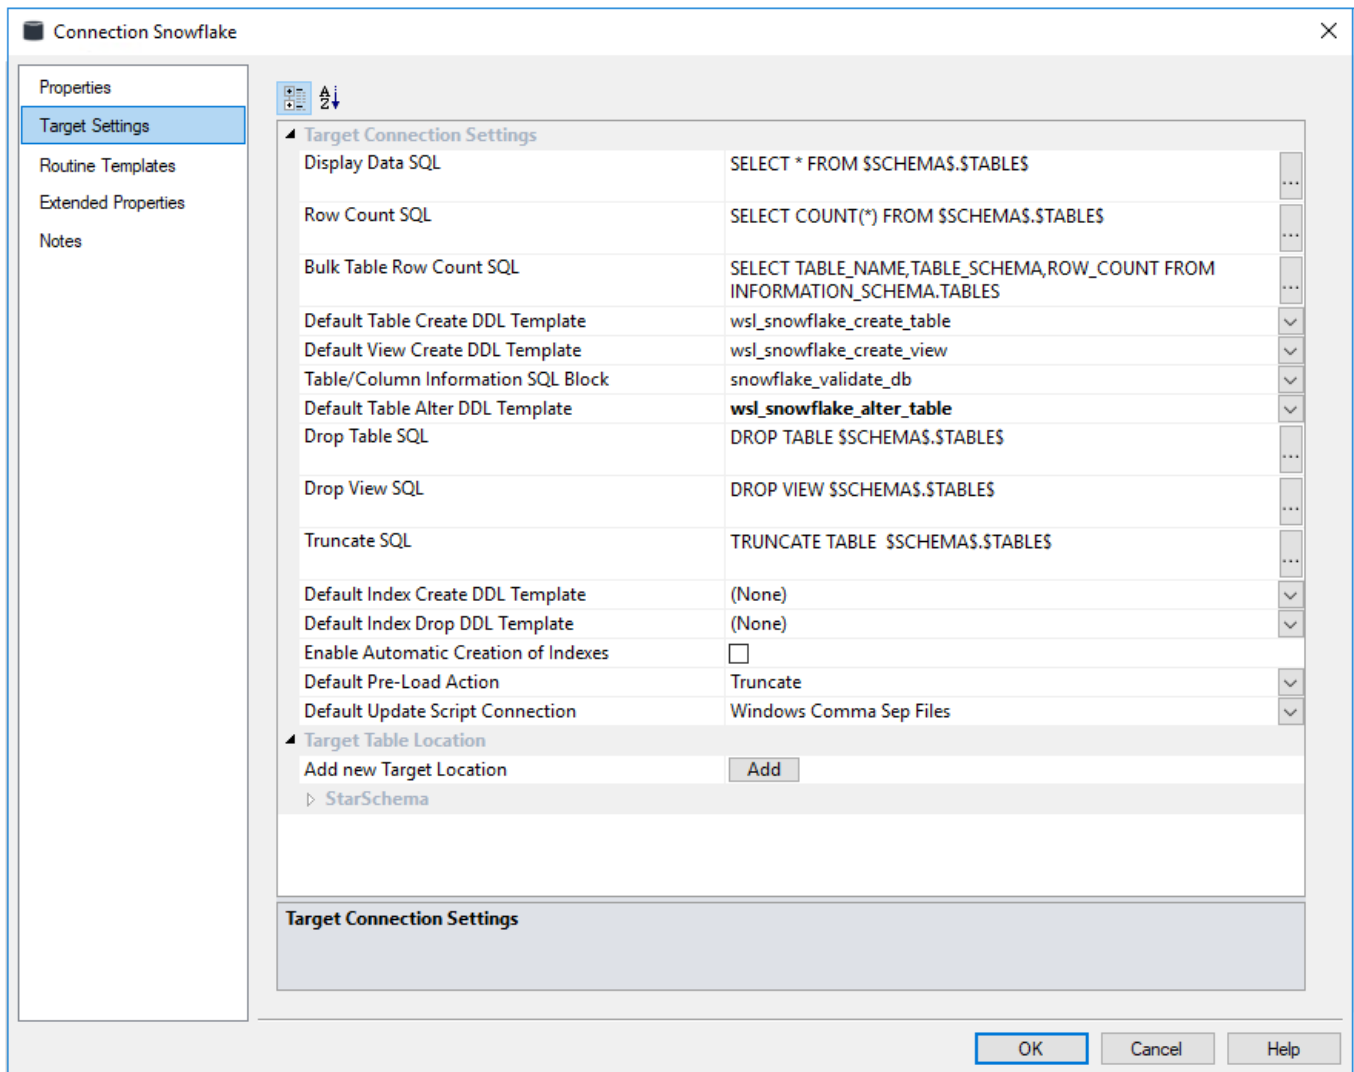 Connection Snowflake
Properties
Target Settings
Routine Templates
Extended Properties
Notes
Target Connection Settings
Display Data SQL SELECT * FROM $SCHEMA$.$TABLE$
...
Row Count SQL SELECT COUNT(*) FROM $SCHEMA$.$TABLE$
...
Bulk Table Row Count SQL SELECT TABLE_NAME,TABLE_SCHEMA,ROW_COUNT FROM
INFORMATION_SCHEMA.TABLES ...
Default Table Create DDL Template wsl_snowflake_create_table
Default View Create DDL Template wsl_snowflake_create_view
Table/Column Information SQL Block snowflake_validate_db
Default Table Alter DDL Template wsl_snowflake_alter_table
Drop Table SQL DROP TABLE $SCHEMA$.$TABLE$
...
Drop View SQL DROP VIEW $SCHEMA$.$TABLE$
...
Truncate SQL TRUNCATE TABLE  $SCHEMA$.$TABLE$
...
Default Index Create DDL Template (None)
Default Index Drop DDL Template (None)
Enable Automatic Creation of Indexes
Default Pre-Load Action Truncate
Default Update Script Connection Windows Comma Sep Files
Target Table Location
Add new Target Location Add
StarSchema
Target Connection Settings
OK Cancel Help